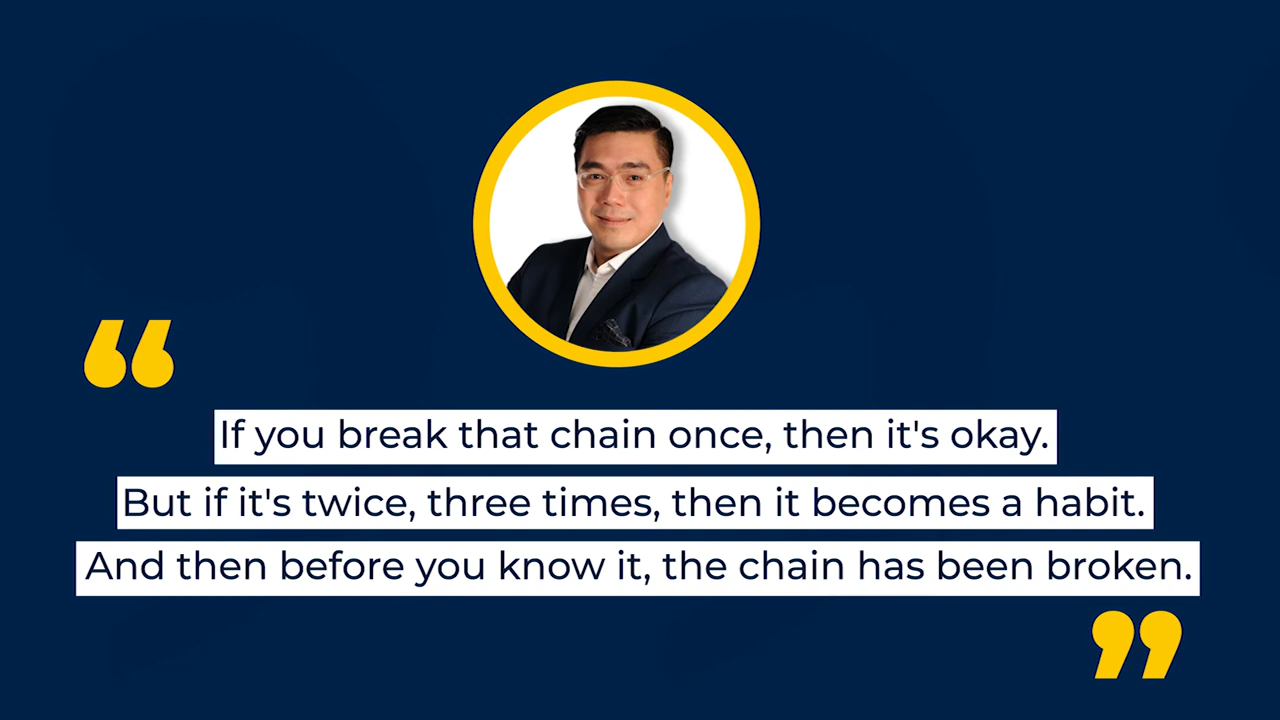 “
If you break that chain once, then it's okay.
But if it's twice, three times, then it becomes a habit.
And then before you know it, the chain has been broken.
”